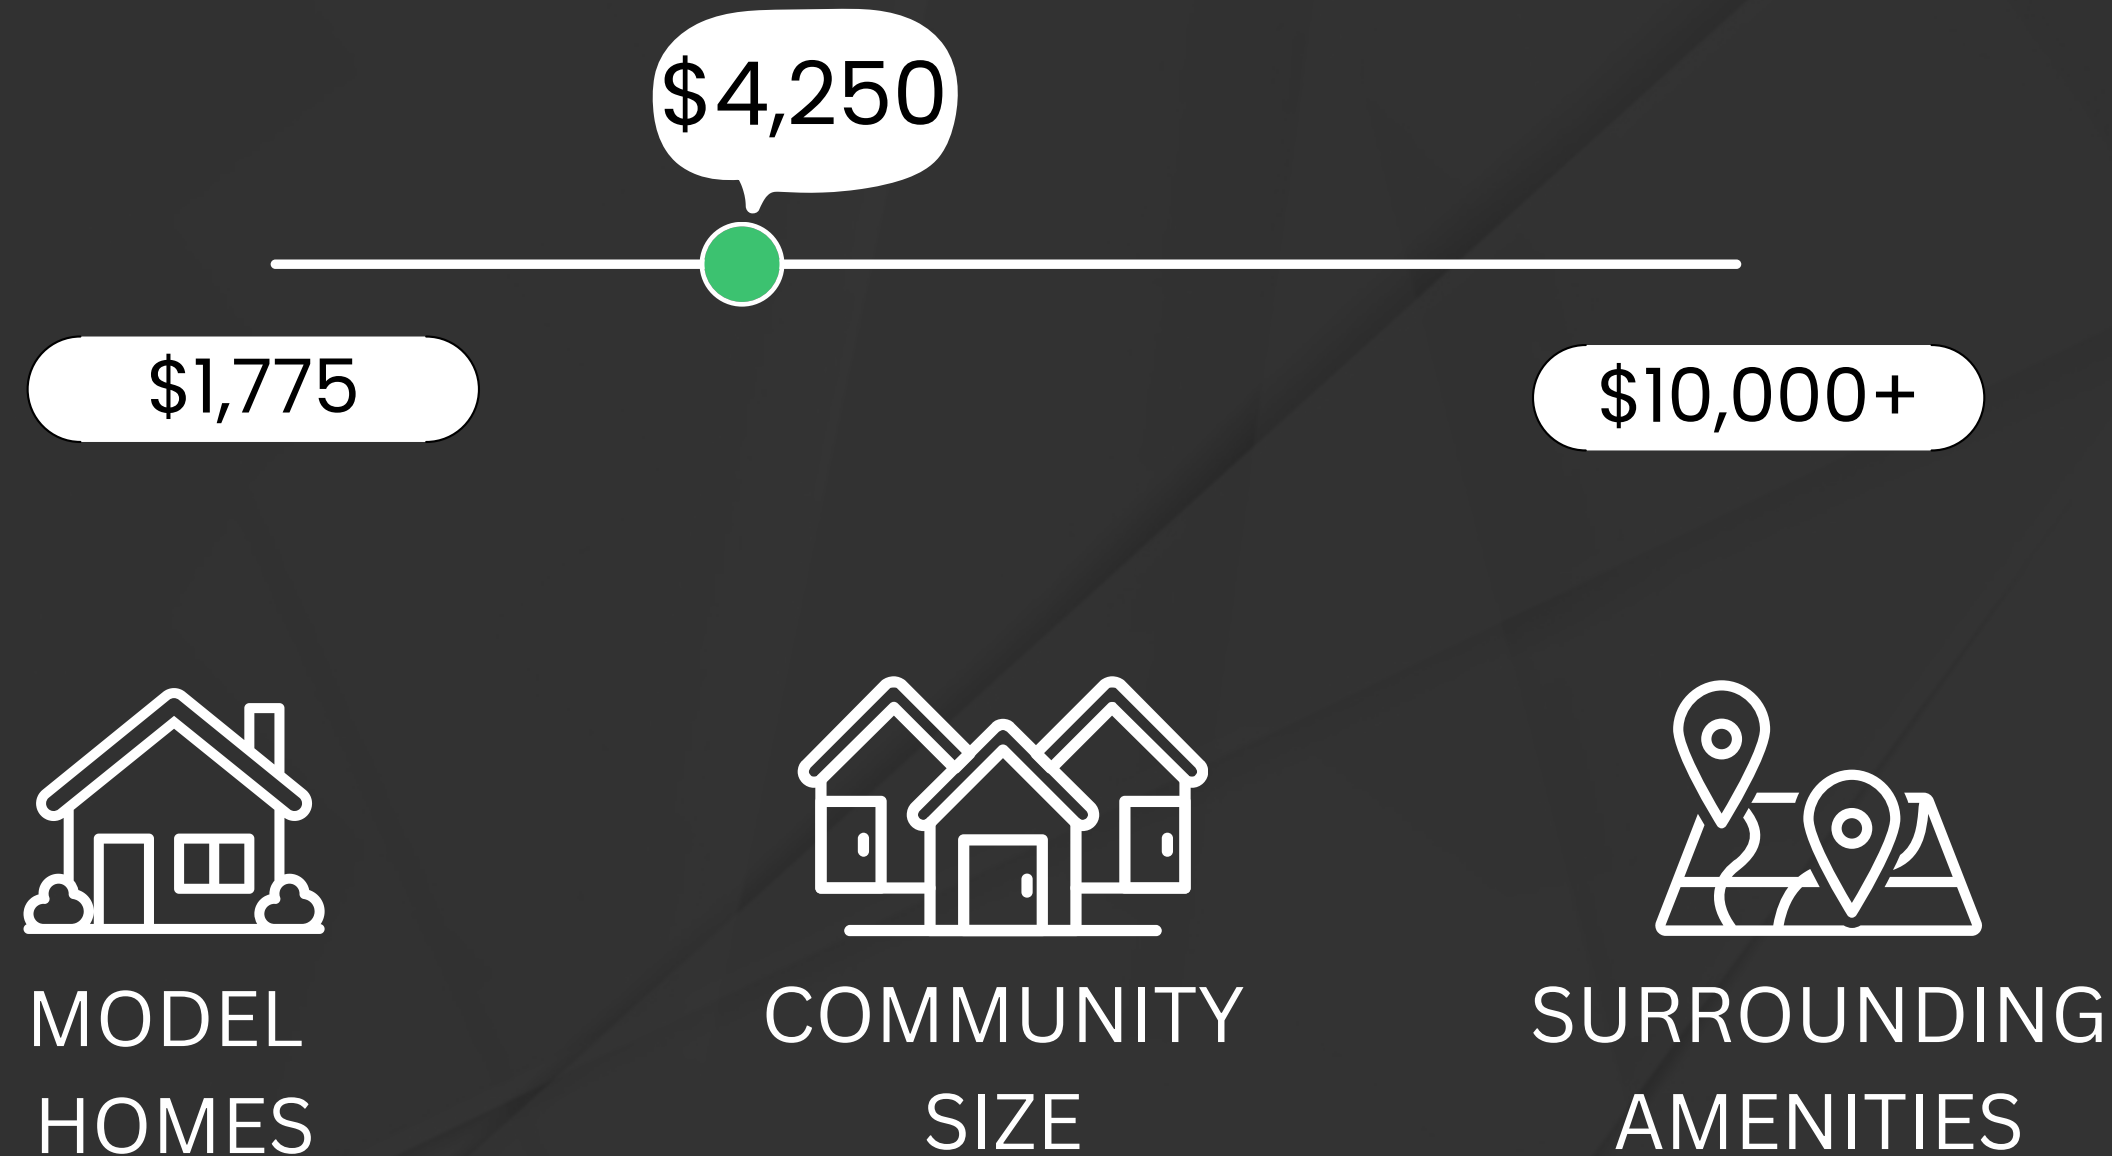 $4,250
$1,775
$10,000+
MODEL
HOMES
COMMUNITY
SIZE
SURROUNDING
AMENITIES